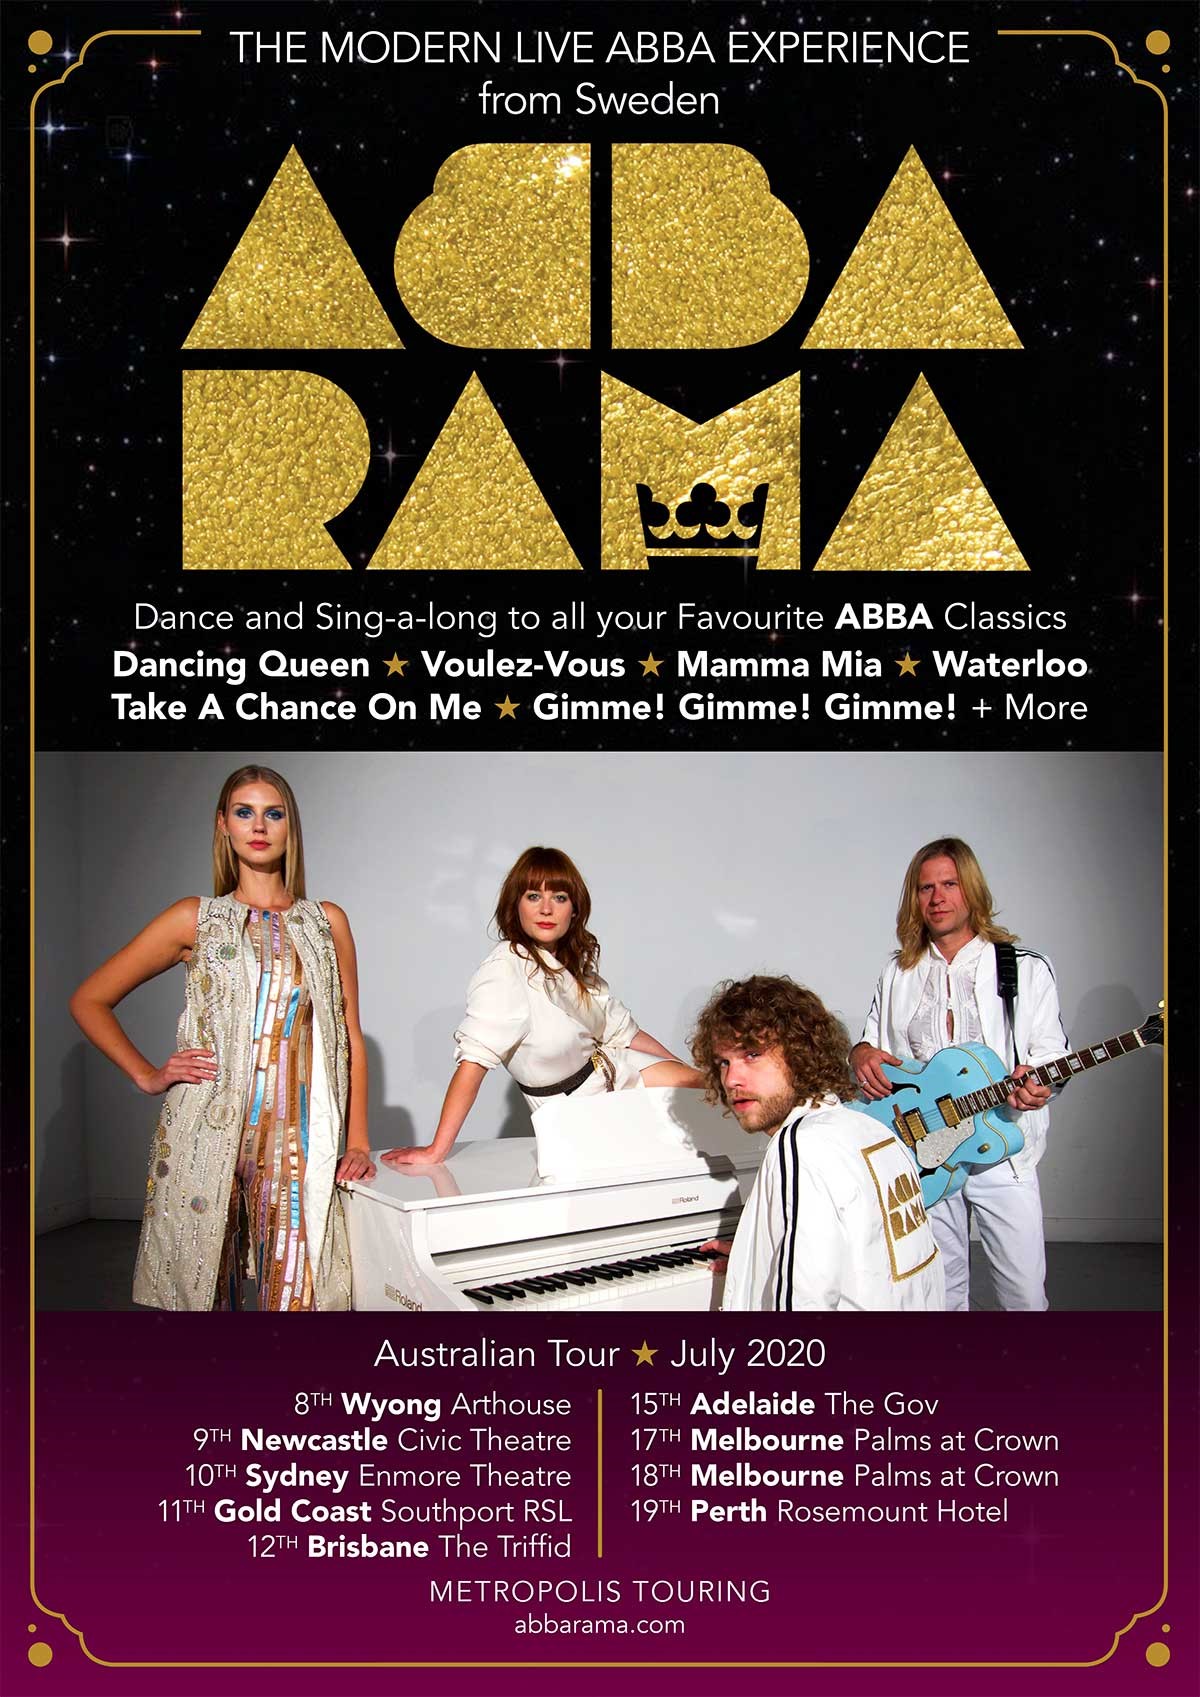 THE MODERN LIVE ABBA EXPERIENCE
from Sweden
ABBA
RAMA
Dance and Sing-a-long to all your Favourite ABBA Classics
Dancing Queen ★ Voulez-Vous ★ Mamma Mia ★ Waterloo
Take A Chance On Me ★ Gimme! Gimme! Gimme! + More
Roland
Roland
ABBA
RAMA
Australian Tour ★ July 2020
8TH Wyong Arthouse
9TH Newcastle Civic Theatre
10TH Sydney Enmore Theatre
11TH Gold Coast Southport RSL
12TH Brisbane The Triffid
15TH Adelaide The Gov
17TH Melbourne Palms at Crown
18TH Melbourne Palms at Crown
19TH Perth Rosemount Hotel
METROPOLIS TOURING
abbarama.com